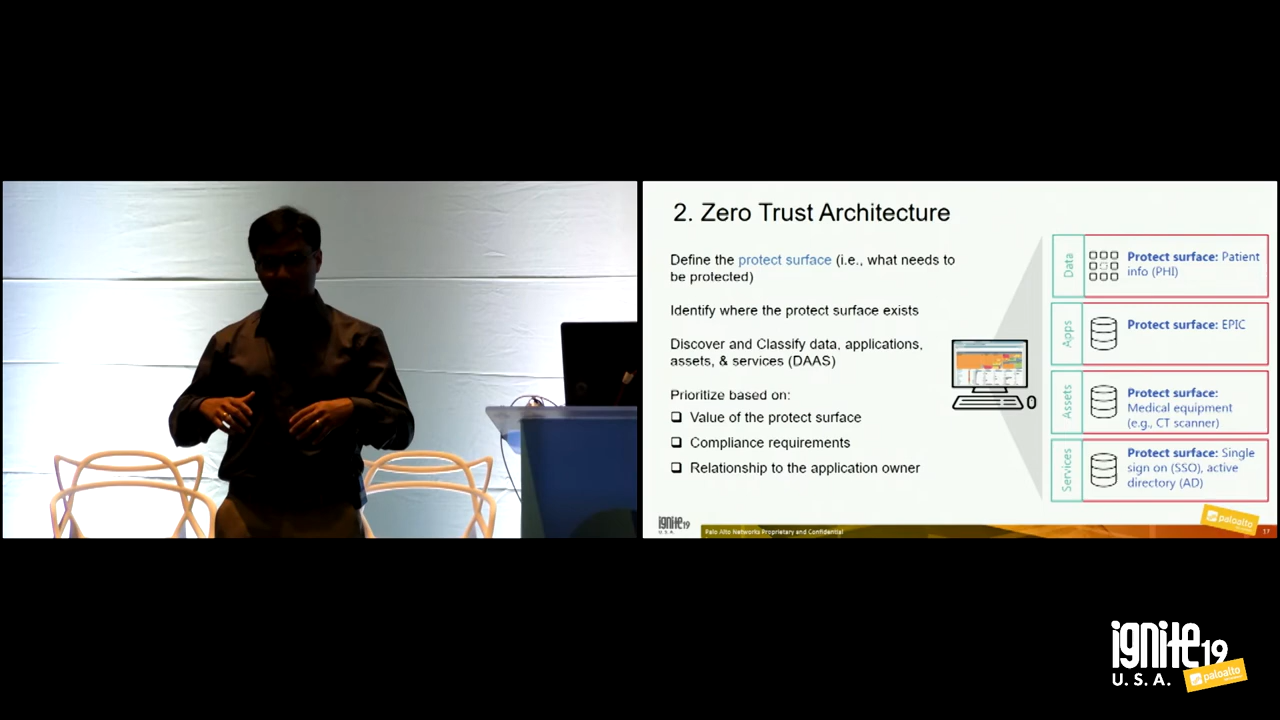 2. Zero Trust Architecture
Define the protect surface (i.e., what needs to
be protected)
Identify where the protect surface exists
Discover and Classify data, applications,
assets, & services (DAAS)
Prioritize based on:
Value of the protect surface
Compliance requirements
Relationship to the application owner
Data
Protect surface: Patient
info (PHI)
Apps
Protect surface: EPIC
Assets
Protect surface:
Medical equipment
(e.g., CT scanner)
Services
Protect surface: Single
sign on (SSO), active
directory (AD)
ignite19
U.S.A.
Palo Alto Networks Proprietary and Confidential
paloalto
17
ignite19
U.S.A.
paloalto